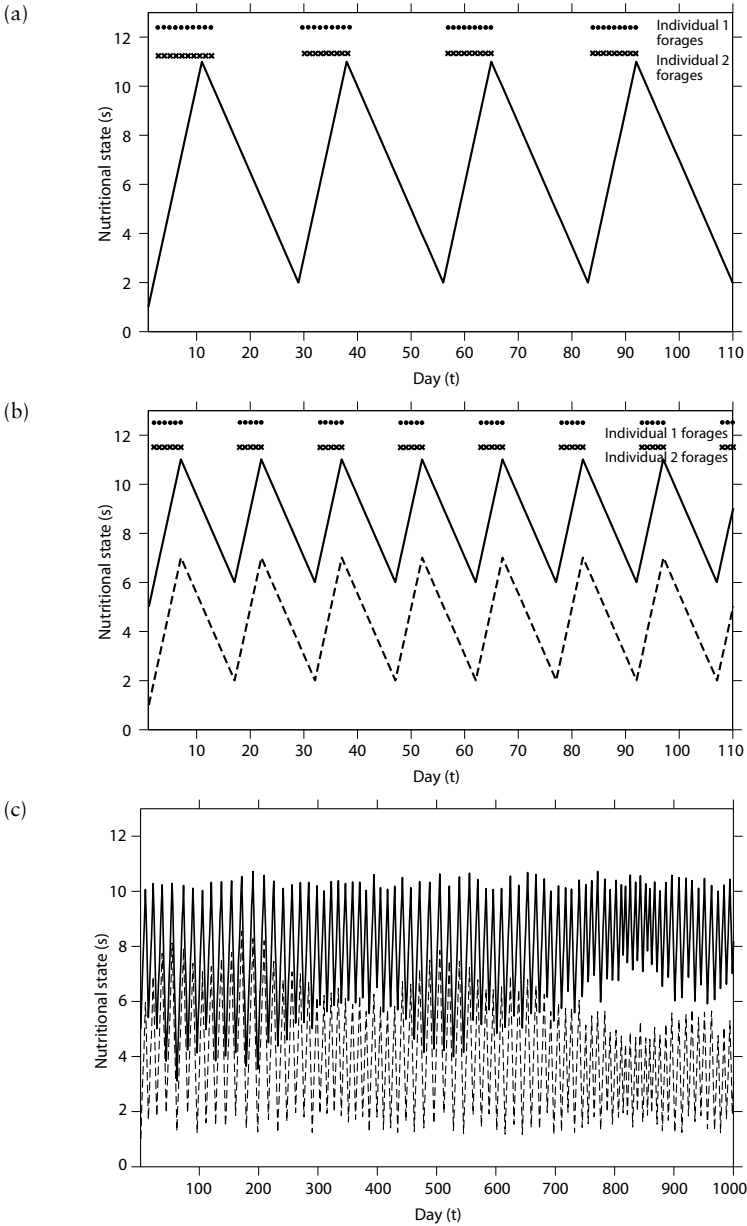 (a)
12
10
8
6
4
2
0
Nutritional state (s)
Individual 1
forages
Individual 2
forages
10 20 30 40 50 60 70 80 90 100 110
Day (t)
(b)
12
10
8
6
4
2
0
Nutritional state (s)
Individual 1 forages
Individual 2 forages
10 20 30 40 50 60 70 80 90 100 110
Day (t)
(c)
12
10
8
6
4
2
0
Nutritional state (s)
100 200 300 400 500 600 700 800 900 1000
Day (t)